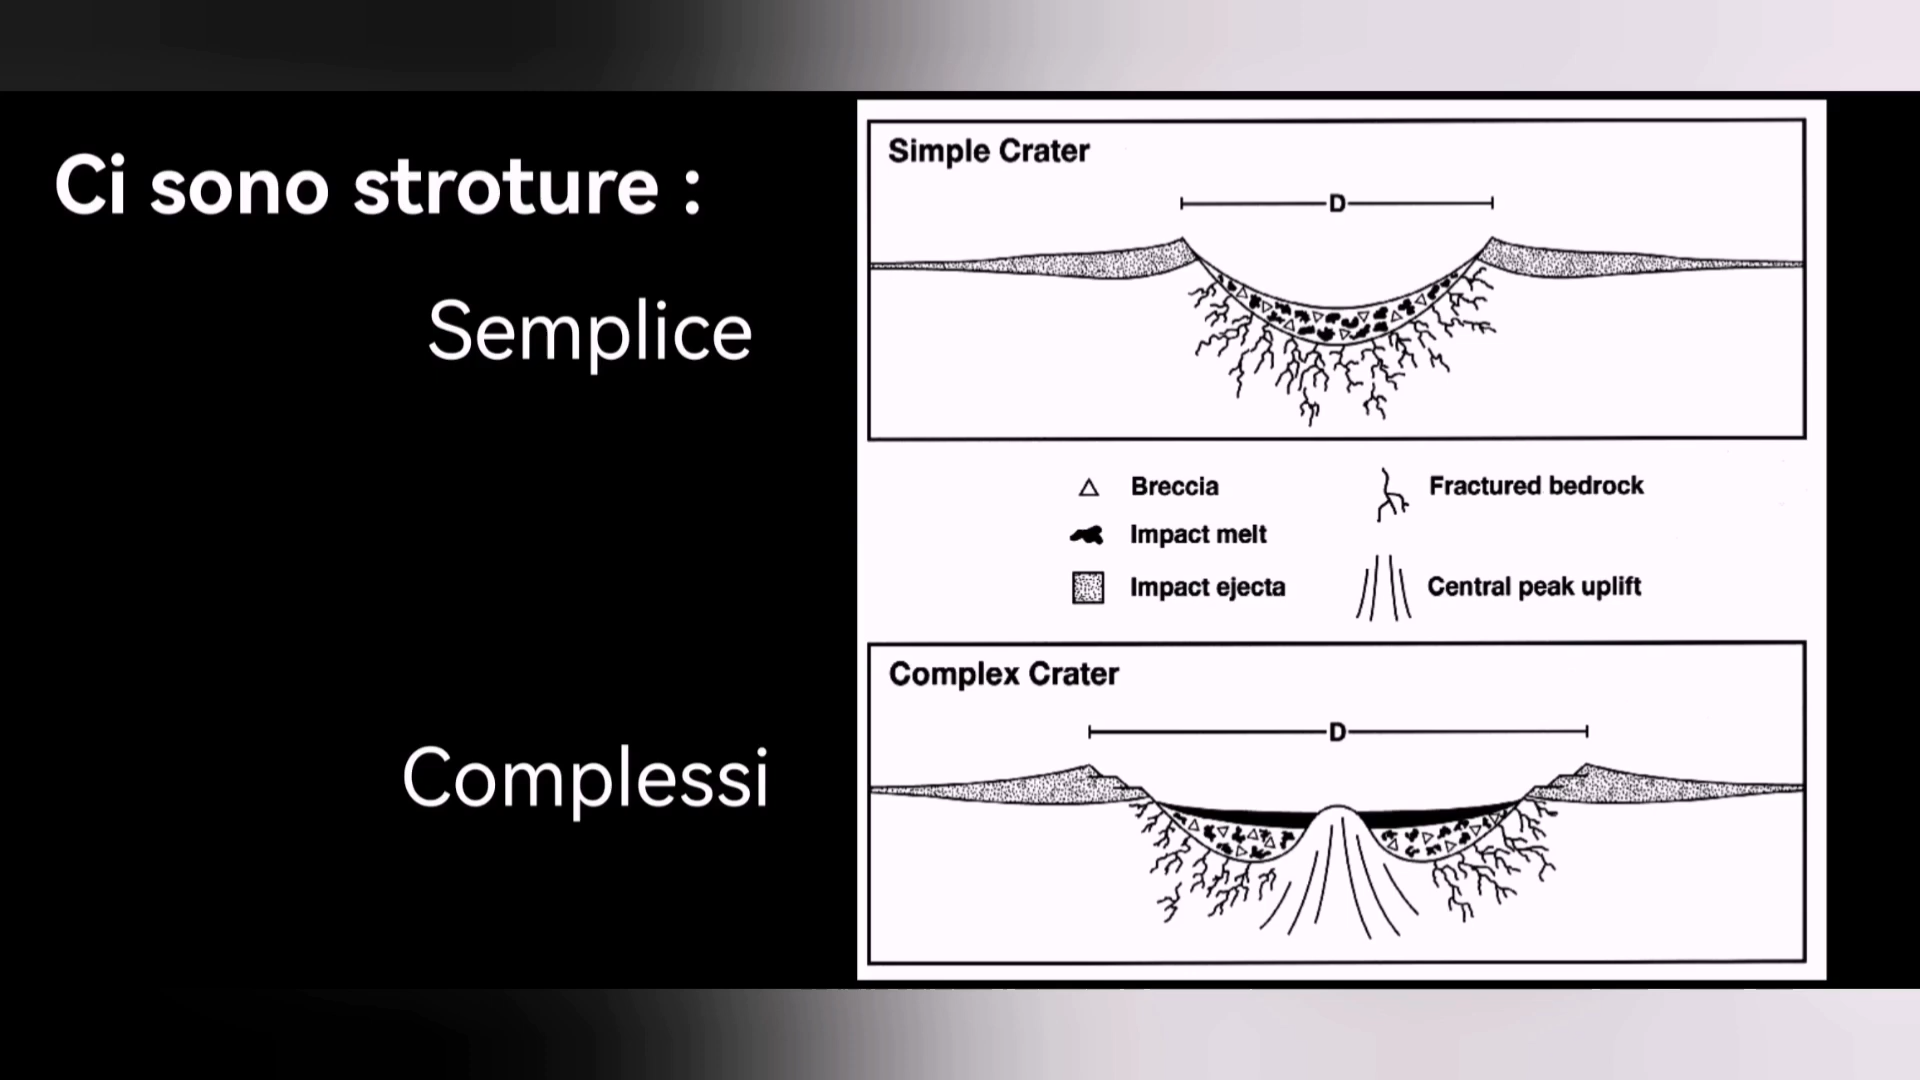 Ci sono stroture :
Semplice
Complessi
Simple Crater
D
Breccia
Fractured bedrock
Impact melt
Impact ejecta
Central peak uplift
Complex Crater
D